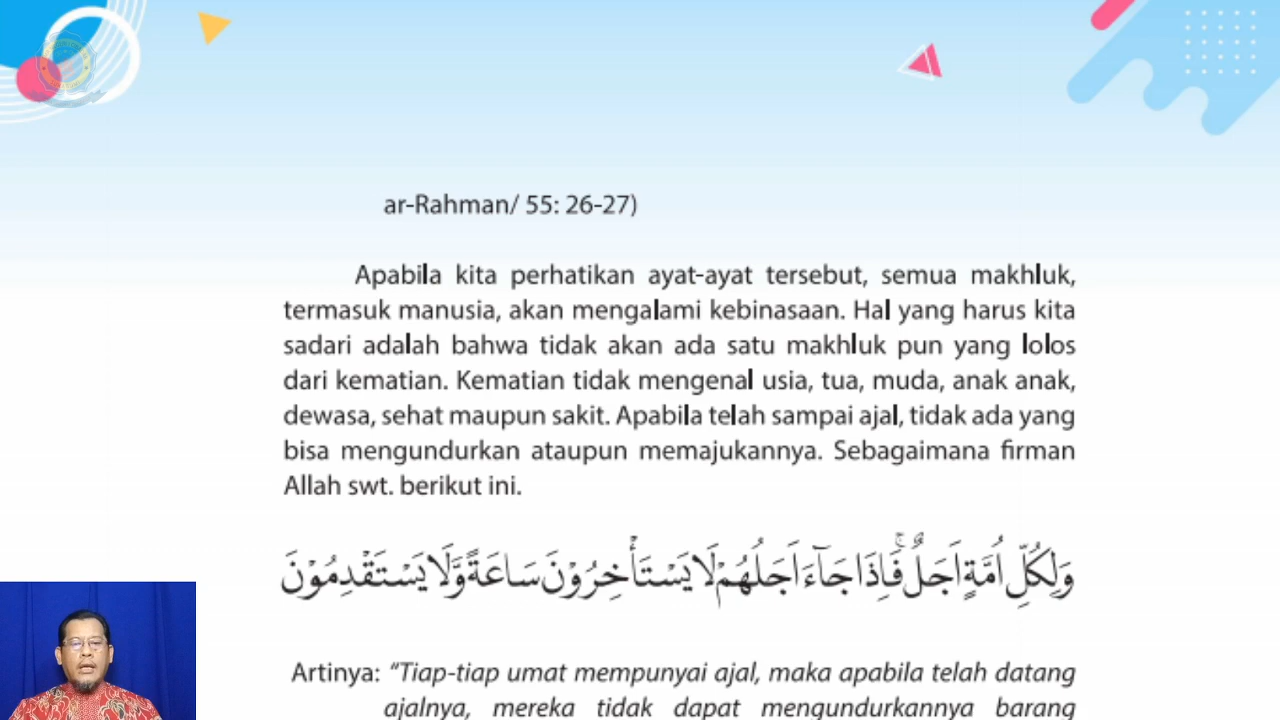 ar-Rahman/ 55: 26-27)
Apabila kita perhatikan ayat-ayat tersebut, semua makhluk,
termasuk manusia, akan mengalami kebinasaan. Hal yang harus kita
sadari adalah bahwa tidak akan ada satu makhluk pun yang lolos
dari kematian. Kematian tidak mengenal usia, tua, muda, anak anak,
dewasa, sehat maupun sakit. Apabila telah sampai ajal, tidak ada yang
bisa mengundurkan ataupun memajukannya. Sebagaimana firman
Allah swt. berikut ini.
وَلِكُلِّ اُمَّةٍ اَجَلٌۚ فَاِذَا جَاۤءَ اَجَلُهُمْ لَا يَسْتَأْخِرُوْنَ سَاعَةً وَّلَا يَسْتَقْدِمُوْنَ
Artinya: “Tiap-tiap umat mempunyai ajal, maka apabila telah datang
ajalnya, mereka tidak dapat mengundurkannya barang